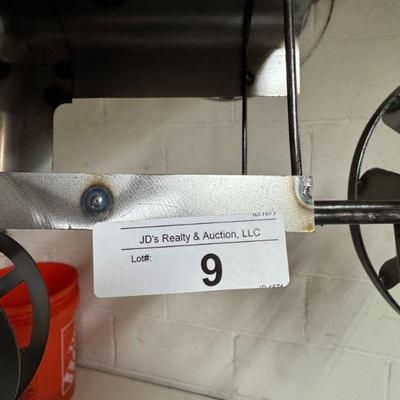 JD's Realty & Auction, LLC
Lot#:
9